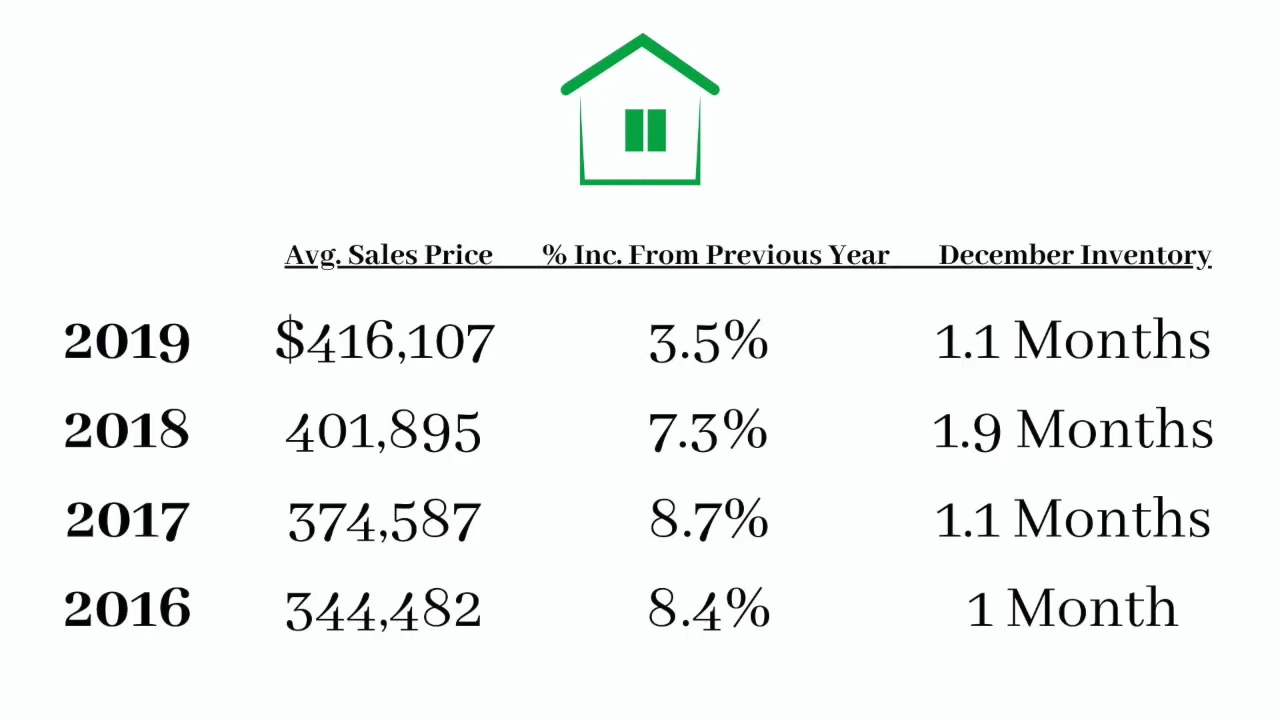 Avg. Sales Price % Inc. From Previous Year December Inventory
2019 $416,107 3.5% 1.1 Months
2018 401,895 7.3% 1.9 Months
2017 374,587 8.7% 1.1 Months
2016 344,482 8.4% 1 Month